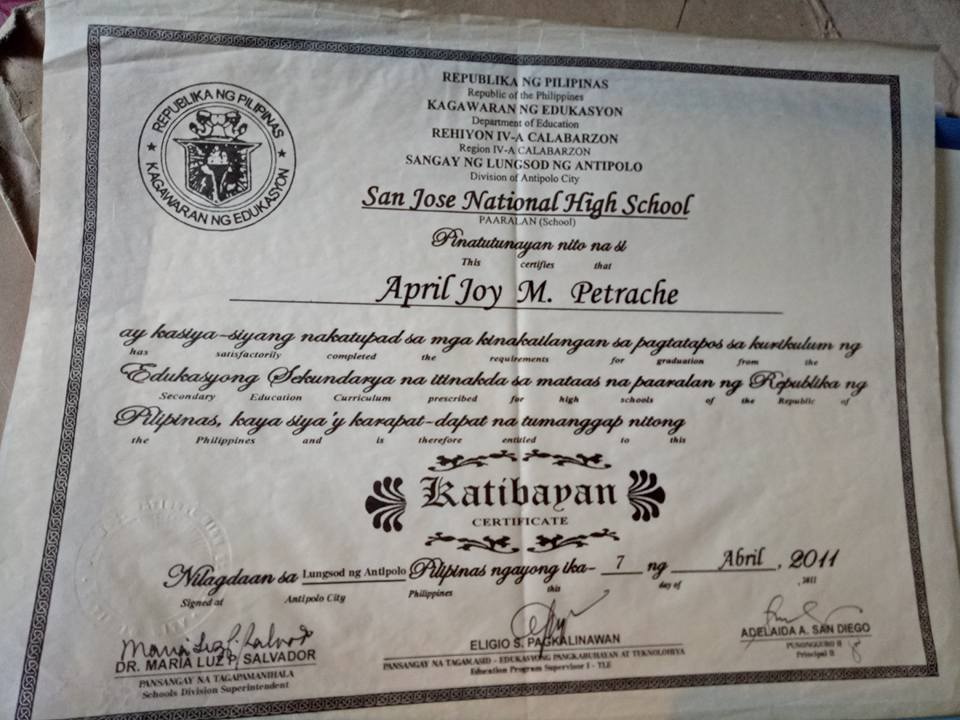 REPUBLIKA NG PILIPINAS
KAGAWARAN NG EDUKASYON
REPUBLIKA NG PILIPINAS
Republic of the Philippines
KAGAWARAN NG EDUKASYON
Department of Education
REHIYON IV-A CALABARZON
Region IV-A CALABARZON
SANGAY NG LUNGSOD NG ANTIPOLO
Division of Antipolo City
San Jose National High School
PAARALAN (School)
Pinatutunayan nito na si
This certifies that
April Joy M. Petrache
ay kasiya-siyang nakatupad sa mga kinakailangan sa pagtatapos sa kurikulum ng
has satisfactorily completed the requirements for graduation from the
Edukasyong Sekundarya na itinakda sa mataas na paaralan ng Republika ng
Secondary Education Curriculum prescribed for high schools of the Republic of
Pilipinas, kaya siya'y karapat-dapat na tumanggap nitong
the Philippines and is therefore entitled to this
Katibayan
CERTIFICATE
Nilagdaan sa Lungsod ng Antipolo Pilipinas ngayong ika- 7 ng Abril, 2011
Signed at Antipolo City Philippines this day of , 2011
DR. MARIA LUZ P. SALVADOR
PANSANGAY NA TAGAPAMANIHALA
Schools Division Superintendent
ELIGIO S. PAGKALINAWAN
PANSANGAY NA TAGAMASID - EDUKASYONG PANGKABUHAYAN AT TEKNOLOHIYA
Education Program Supervisor I - TLE
ADELAIDA A. SAN DIEGO
PUNONGGURO II
Principal II